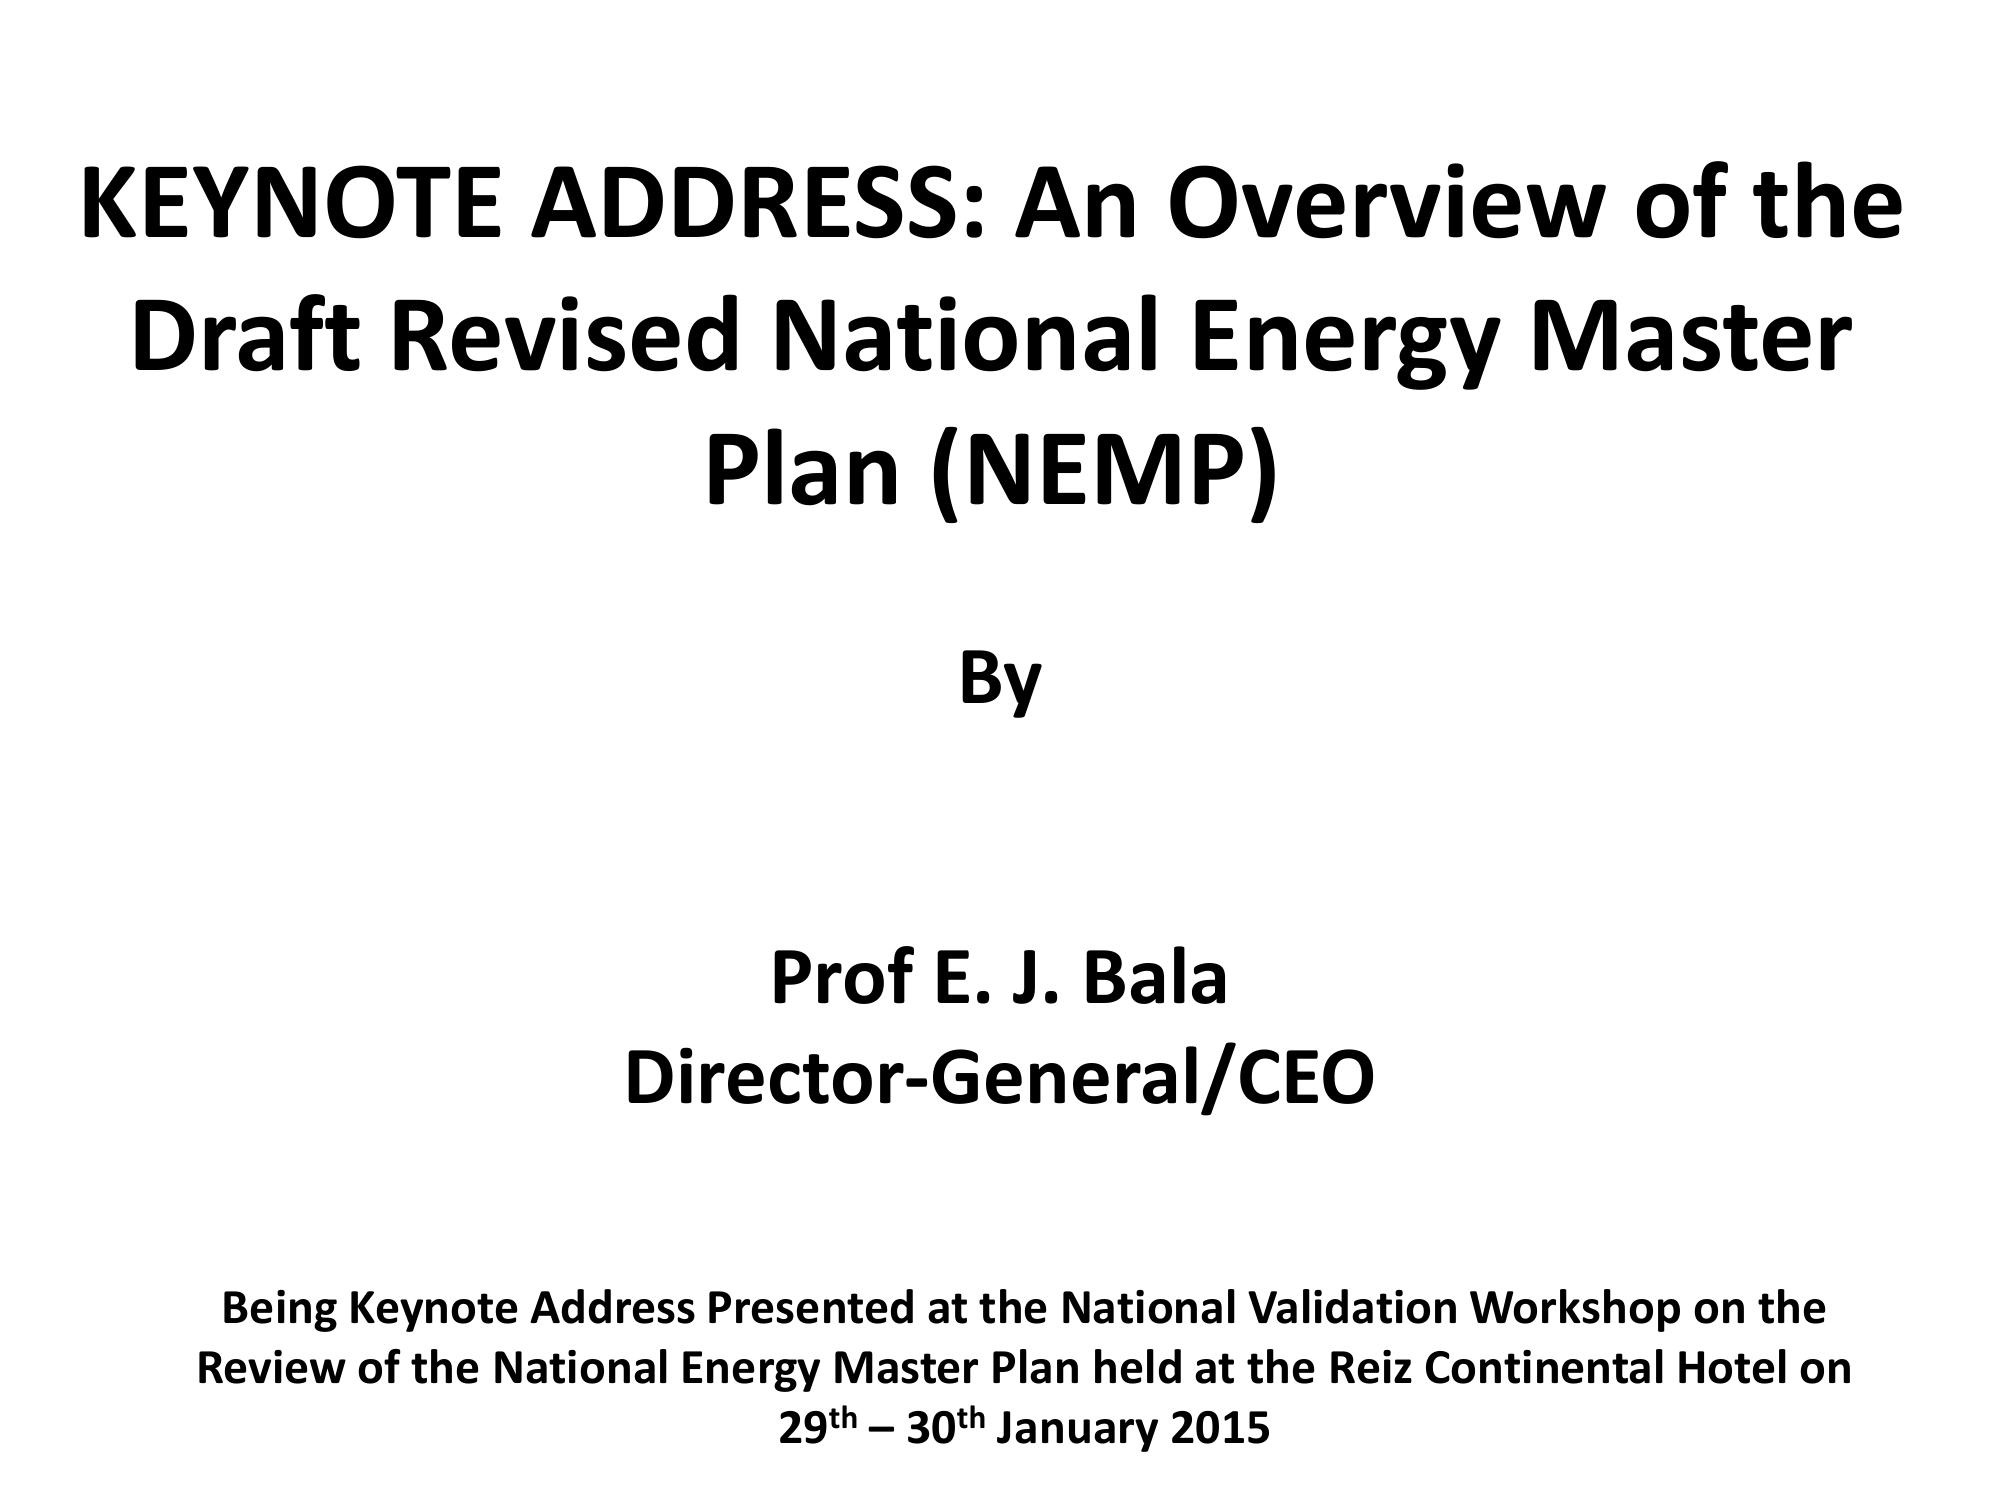 KEYNOTE ADDRESS: An Overview of the
Draft Revised National Energy Master
Plan (NEMP)
By
Prof E. J. Bala
Director-General/CEO
Being Keynote Address Presented at the National Validation Workshop on the
Review of the National Energy Master Plan held at the Reiz Continental Hotel on
29th – 30th January 2015